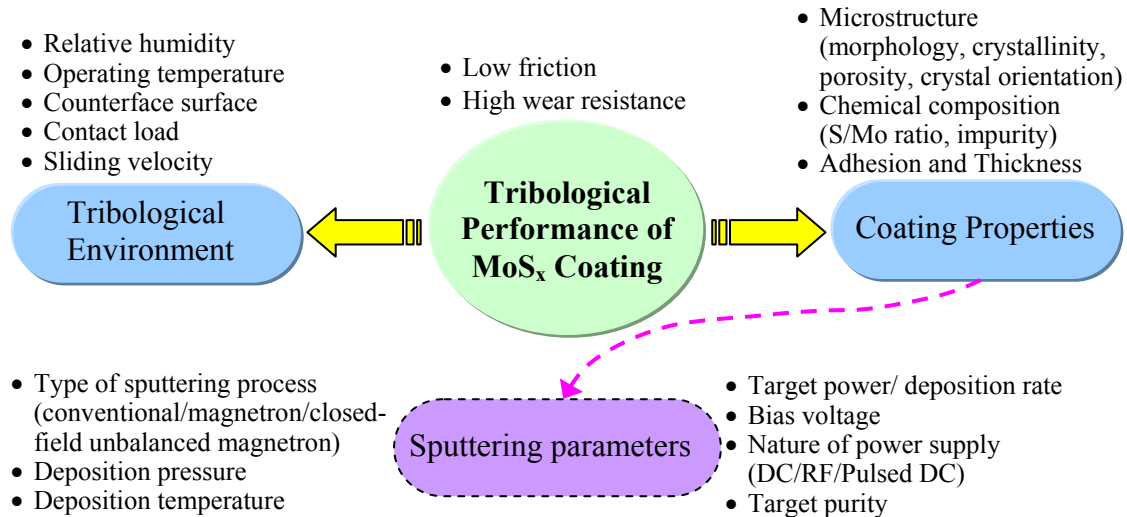 • Relative humidity
• Operating temperature
• Counterface surface
• Contact load
• Sliding velocity
Tribological
Environment
• Low friction
• High wear resistance
Tribological
Performance of
MoSₓ Coating
• Microstructure
(morphology, crystallinity,
porosity, crystal orientation)
• Chemical composition
(S/Mo ratio, impurity)
• Adhesion and Thickness
Coating Properties
• Type of sputtering process
(conventional/magnetron/closed-
field unbalanced magnetron)
• Deposition pressure
• Deposition temperature
Sputtering parameters
• Target power/ deposition rate
• Bias voltage
• Nature of power supply
(DC/RF/Pulsed DC)
• Target purity